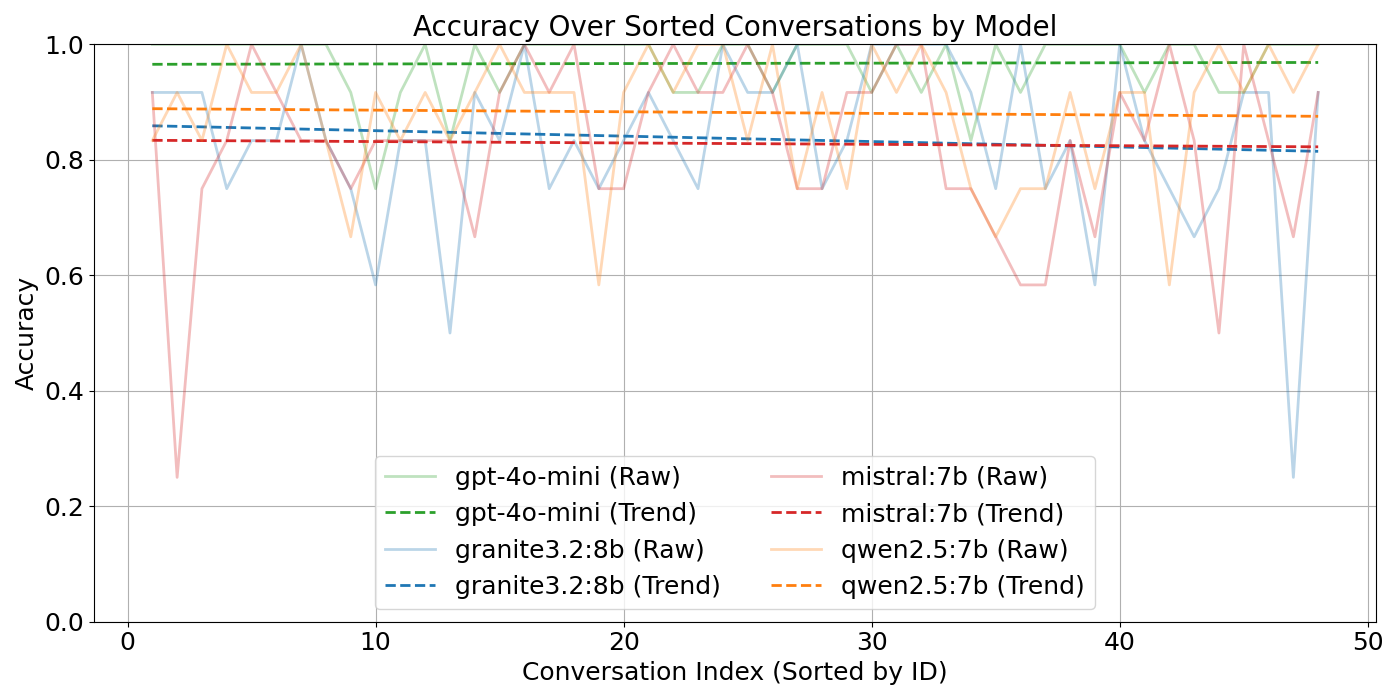 Accuracy Over Sorted Conversations by Model
Accuracy
1.0
0.8
0.6
0.4
0.2
0.0
gpt-4o-mini (Raw)
gpt-4o-mini (Trend)
granite3.2:8b (Raw)
granite3.2:8b (Trend)
mistral:7b (Raw)
mistral:7b (Trend)
qwen2.5:7b (Raw)
qwen2.5:7b (Trend)
0 10 20 30 40 50
Conversation Index (Sorted by ID)